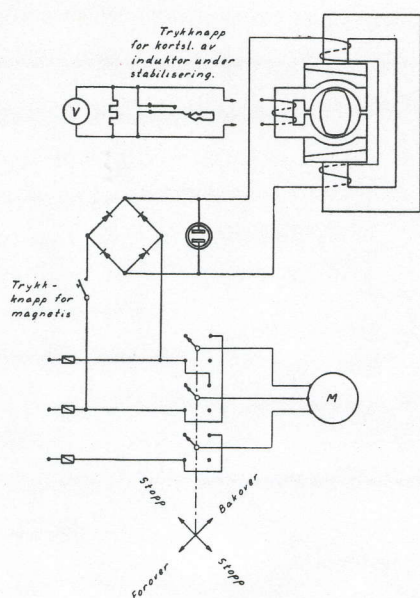 Trykknapp
for kortsl. av
induktor under
stabilisering.
V
Trykk-
knapp for
magnetis
M
Stopp
Bakover
Forover
Stopp